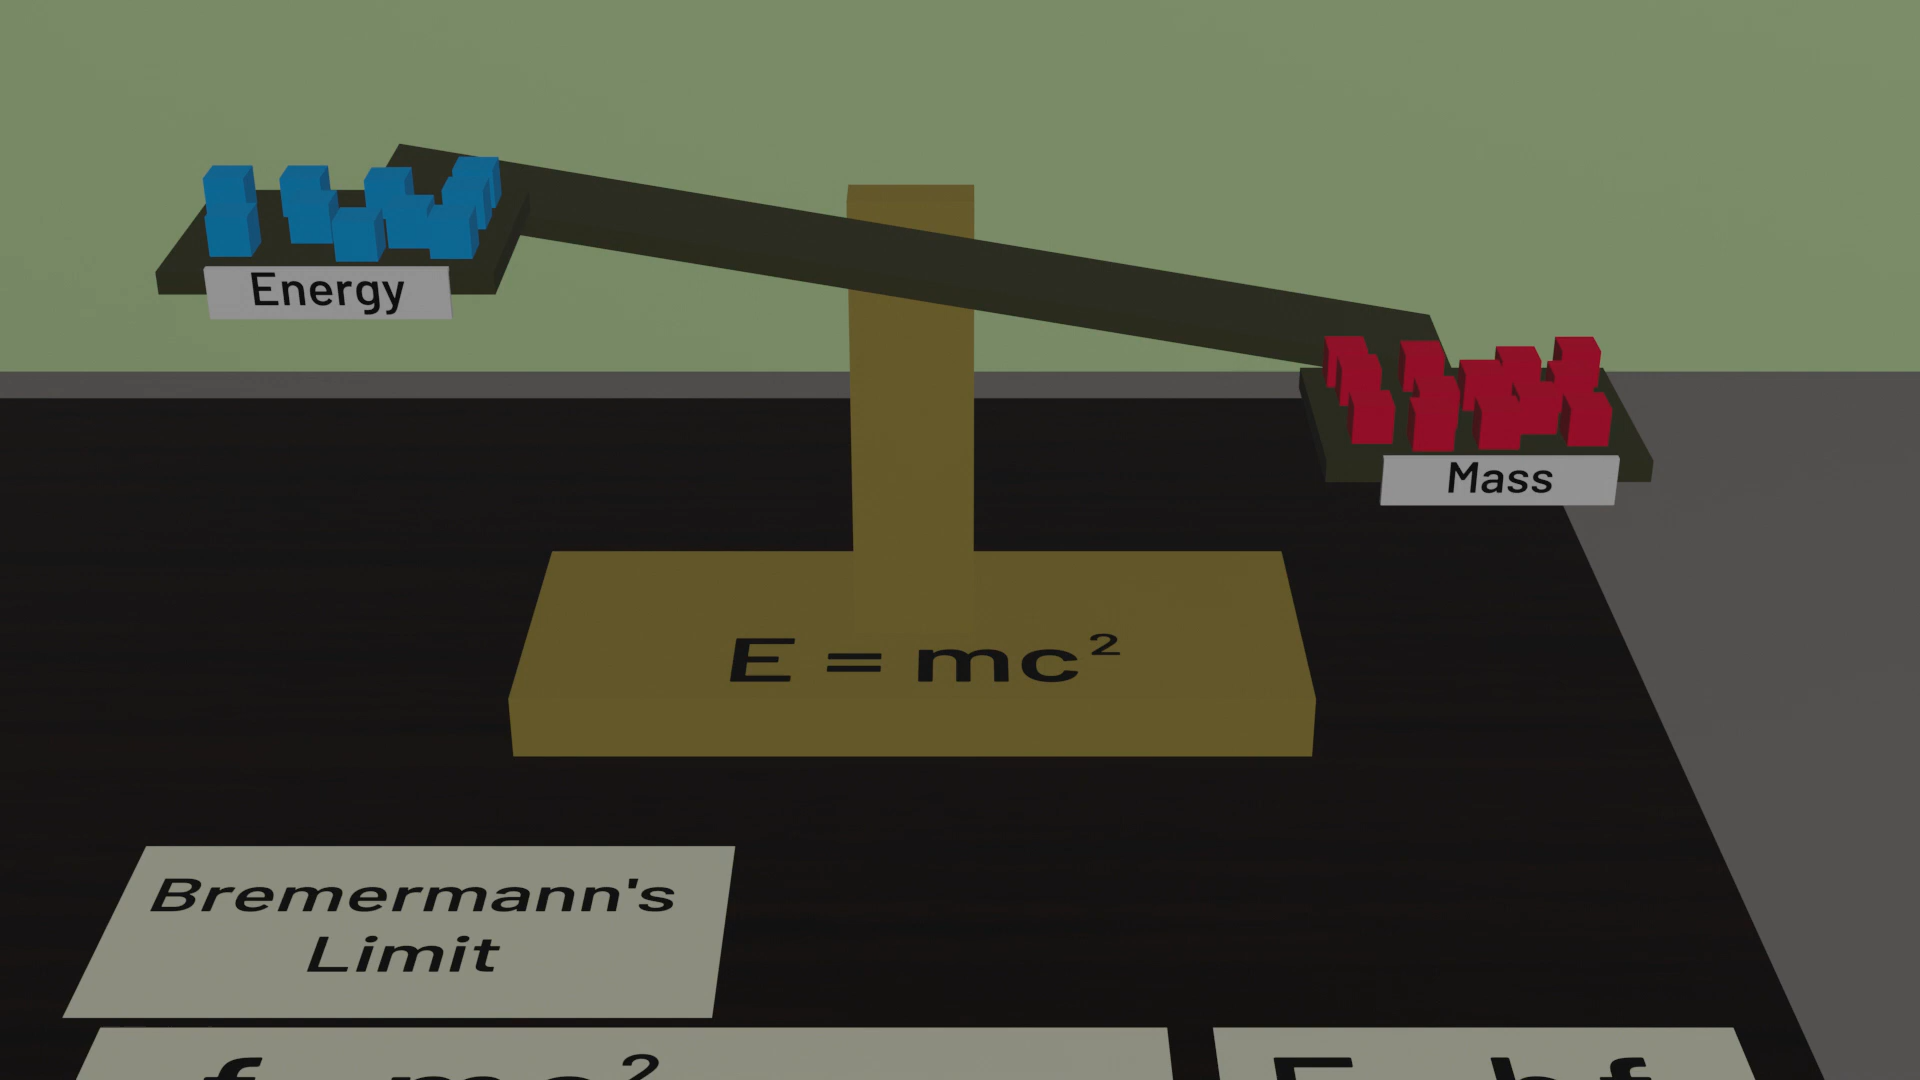 Energy
Mass
E = mc²
Bremermann's
Limit